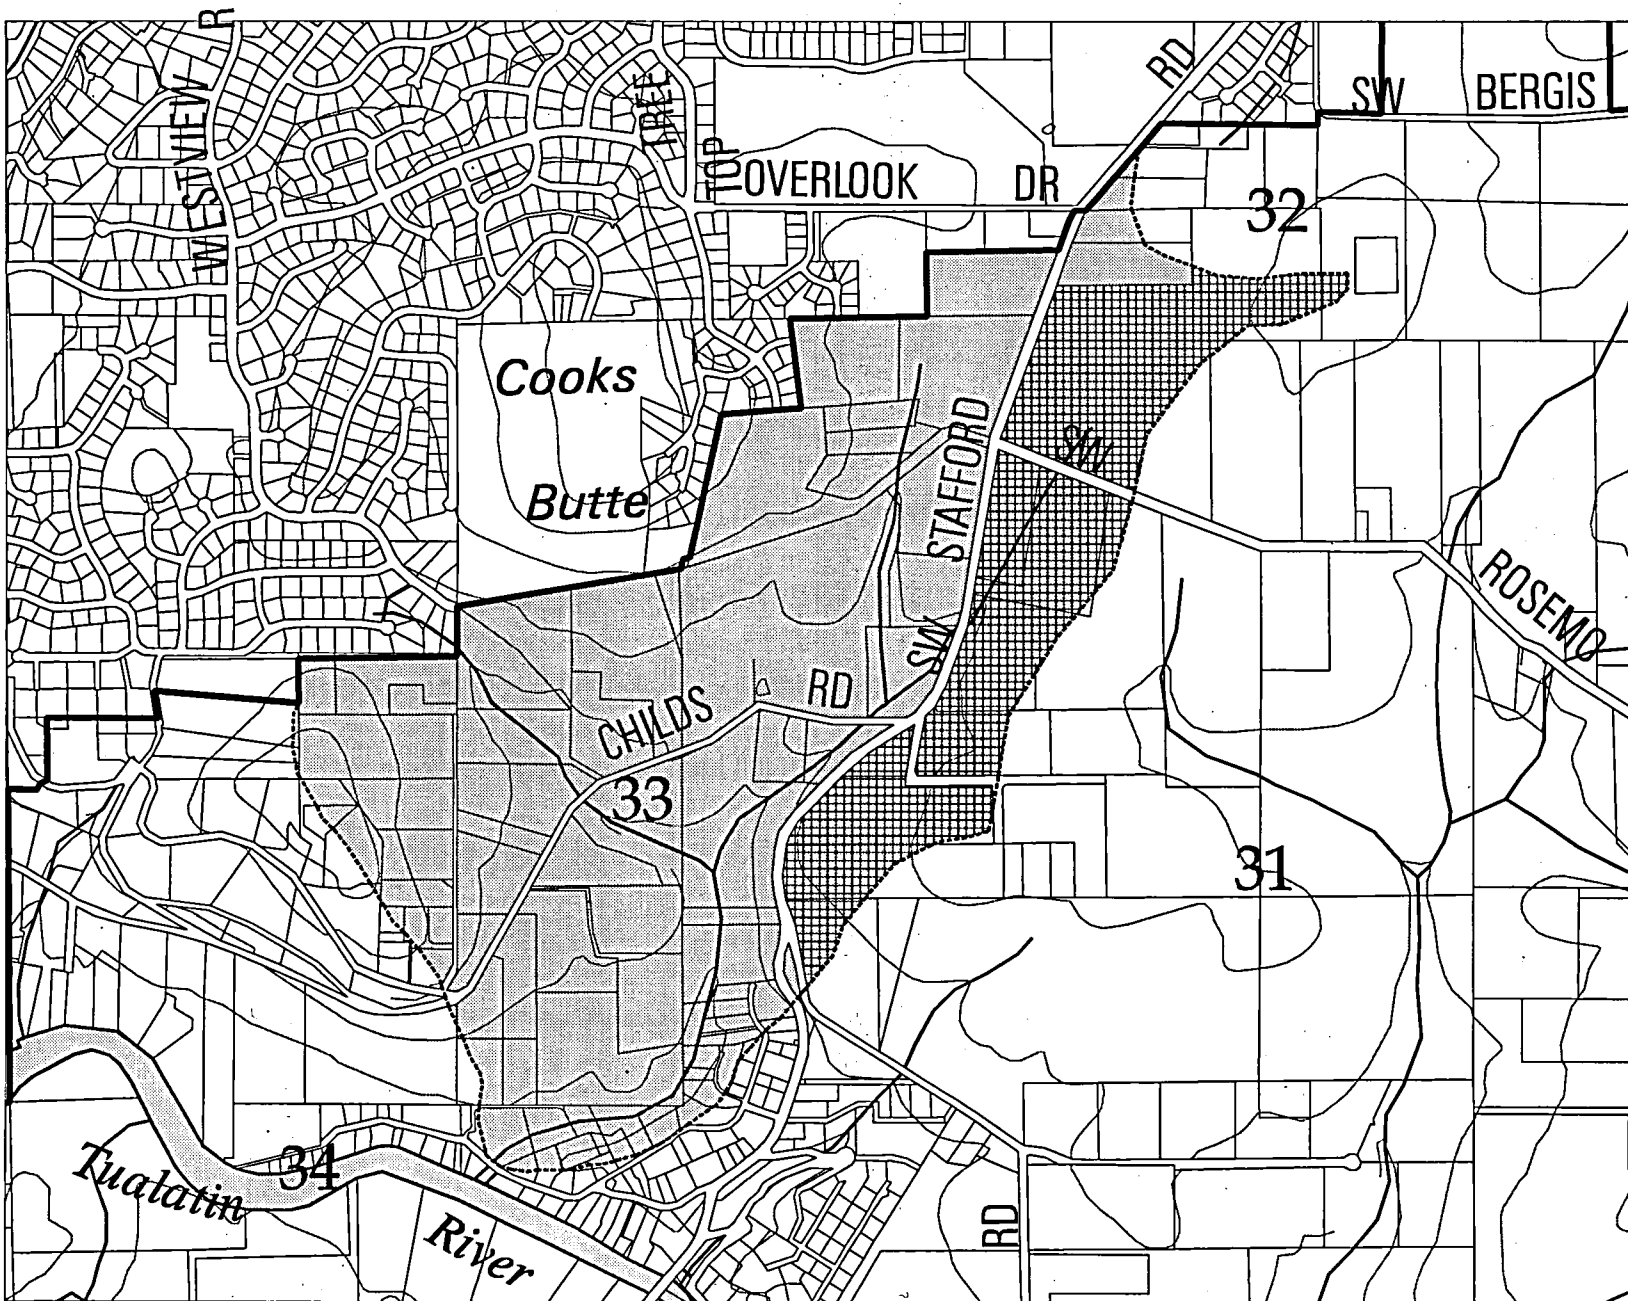 R
WESTVIEW
TREE
TOP
RD
SW BERGIS
OVERLOOK DR
32
Cooks
Butte
SW
STAFFORD
SW
ROSEMO
CHILDS RD
33
31
34
Tualatin
River
RD